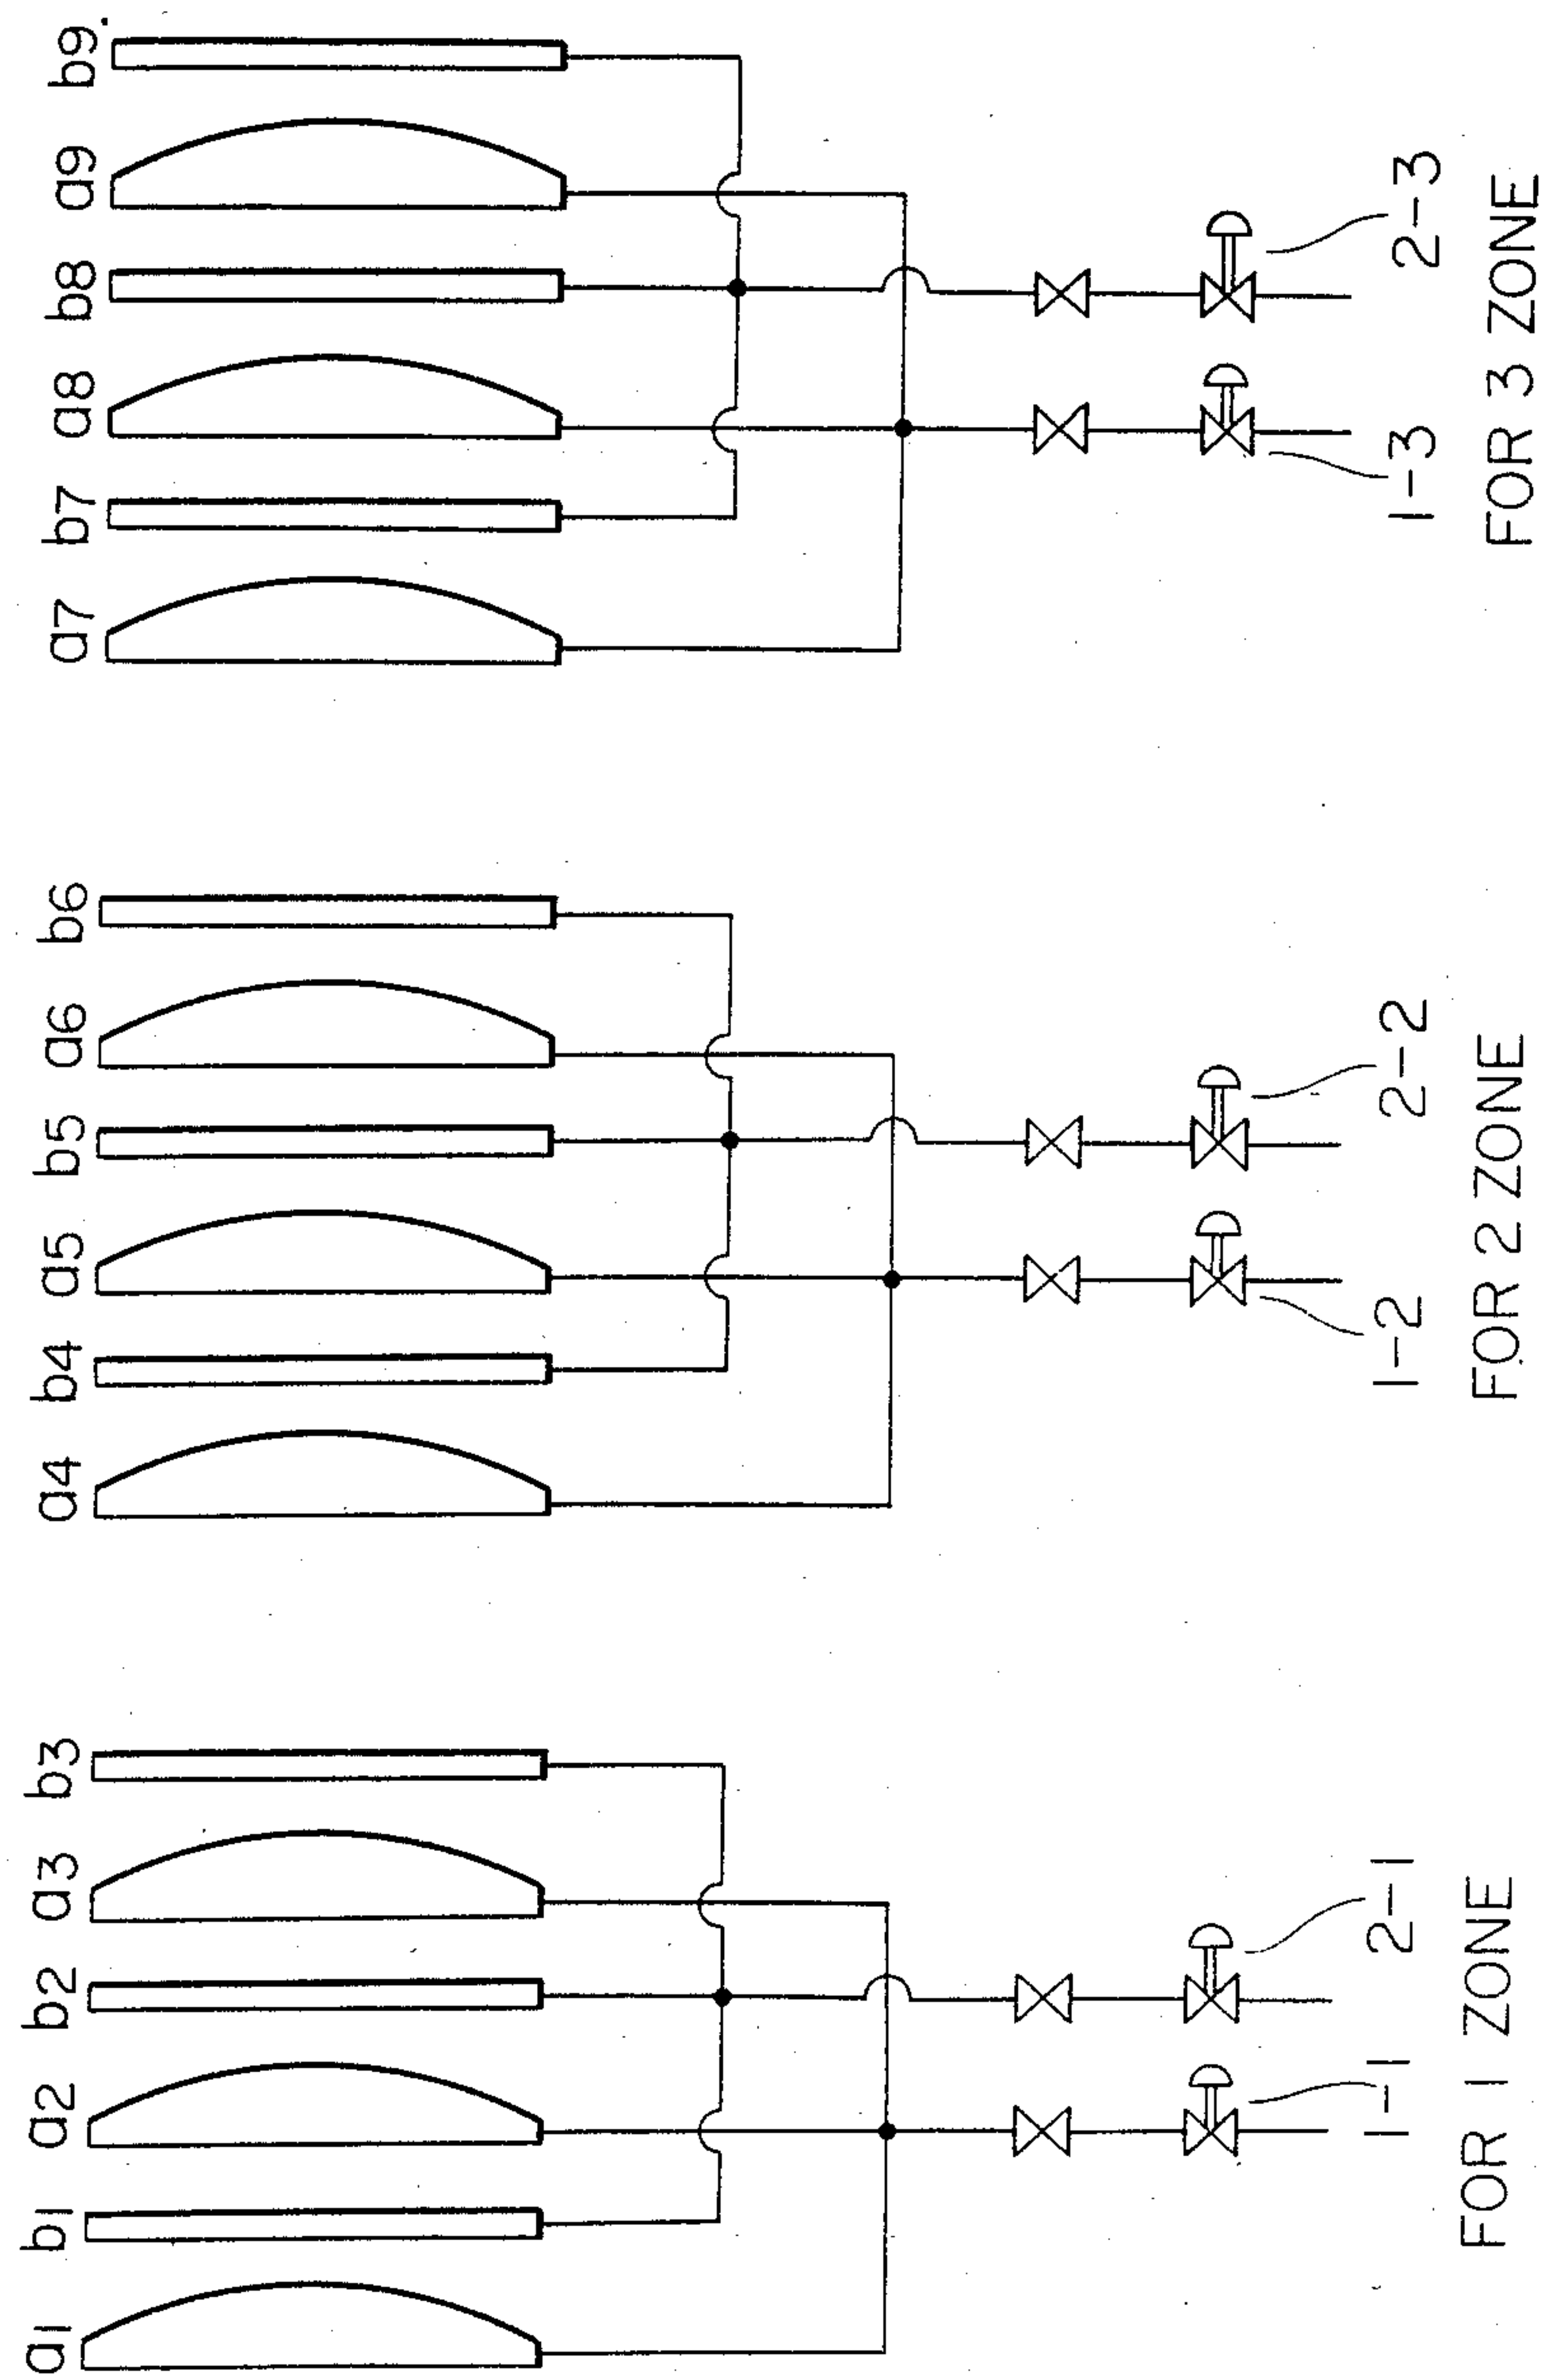 a1 b1 a2 b2 a3 b3
1-1 2-1
FOR 1 ZONE
a4 b4 a5 b5 a6 b6
1-2 2-2
FOR 2 ZONE
a7 b7 a8 b8 a9 b9
1-3 2-3
FOR 3 ZONE